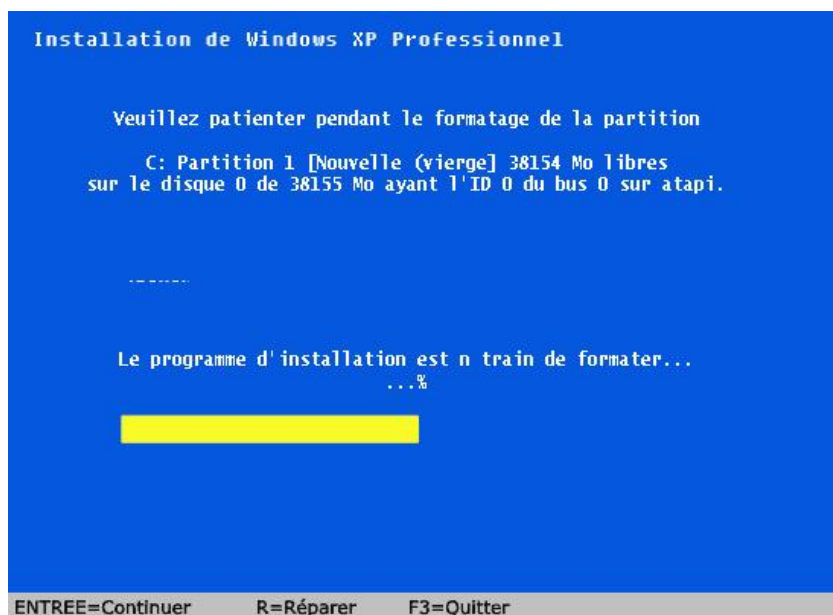 Installation de Windows XP Professionnel
Veuillez patienter pendant le formatage de la partition
C: Partition 1 [Nouvelle (vierge] 38154 Mo libres
sur le disque 0 de 38155 Mo ayant l'ID 0 du bus 0 sur atapi.
Le programme d'installation est n train de formater...
...%
ENTREE=Continuer R=Réparer F3=Quitter